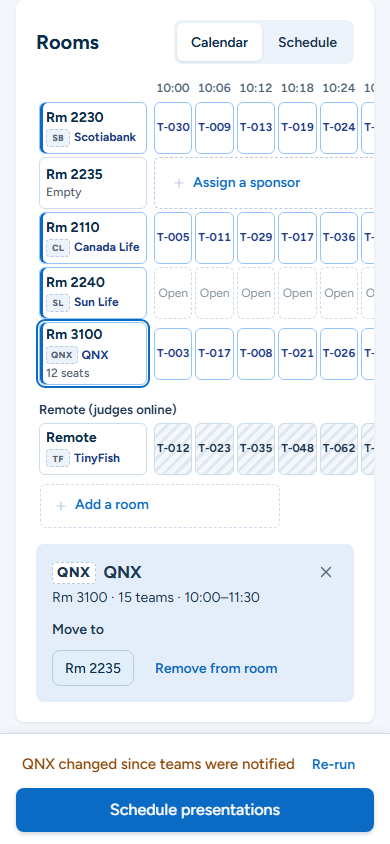 Rooms
Calendar Schedule
10:00 10:06 10:12 10:18 10:24
Rm 2230
SB Scotiabank
T-030 T-009 T-013 T-019 T-024 T-
Rm 2235
Empty
+ Assign a sponsor
Rm 2110
CL Canada Life
T-005 T-011 T-029 T-017 T-036 T-
Rm 2240
SL Sun Life
Open Open Open Open Open
Rm 3100
QNX QNX
12 seats
T-003 T-017 T-008 T-021 T-026 T-
Remote (judges online)
Remote
TF TinyFish
T-012 T-023 T-035 T-048 T-062 T-
+ Add a room
QNX QNX
Rm 3100 · 15 teams · 10:00–11:30
Move to
Rm 2235 Remove from room
QNX changed since teams were notified Re-run
Schedule presentations